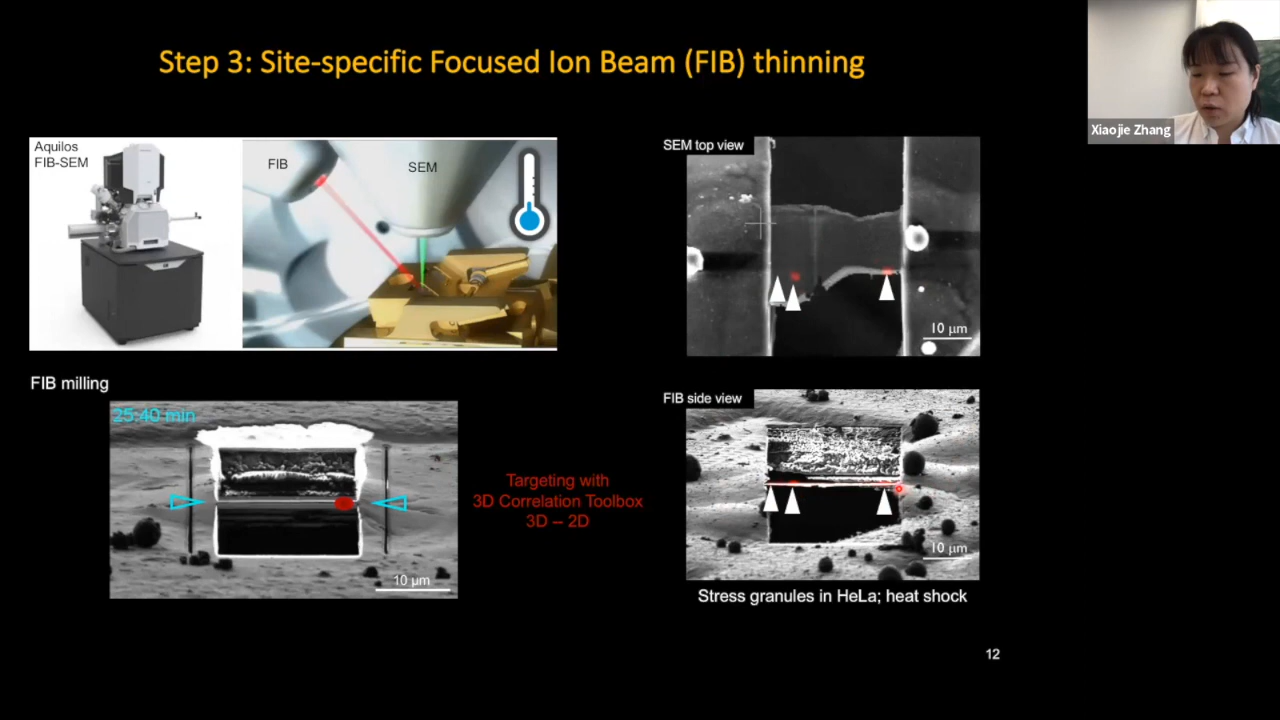 Step 3: Site-specific Focused Ion Beam (FIB) thinning
Xiaojie Zhang
Aquilos
FIB-SEM
FIB
SEM
SEM top view
10 μm
FIB milling
25:40 min
10 μm
Targeting with
3D Correlation Toolbox
3D -- 2D
FIB side view
10 μm
Stress granules in HeLa; heat shock
12